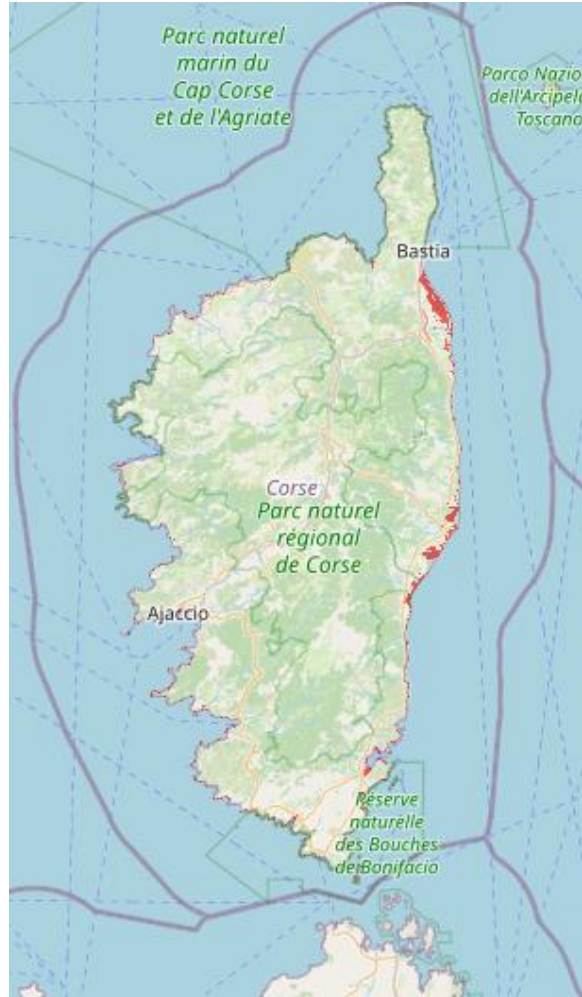 Parc naturel
marin du
Cap Corse
et de l'Agriate
Parco Nazio
dell'Arcipel
Toscano
Bastia
Corse
Parc naturel
régional
de Corse
Ajaccio
Réserve
naturelle
des Bouches
de Bonifacio